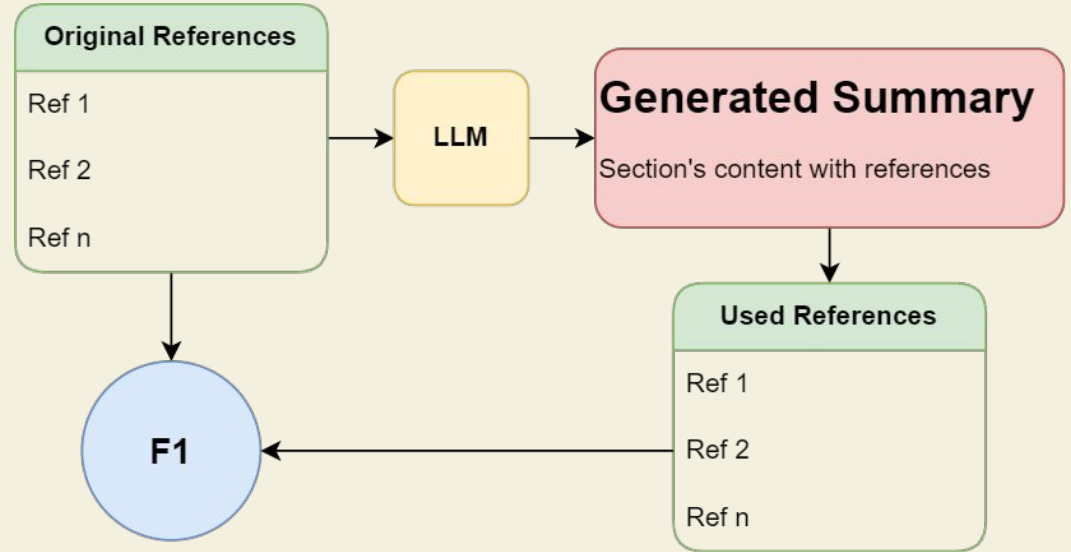 Original References
Ref 1
Ref 2
Ref n
LLM
Generated Summary
Section's content with references
Used References
Ref 1
Ref 2
Ref n
F1